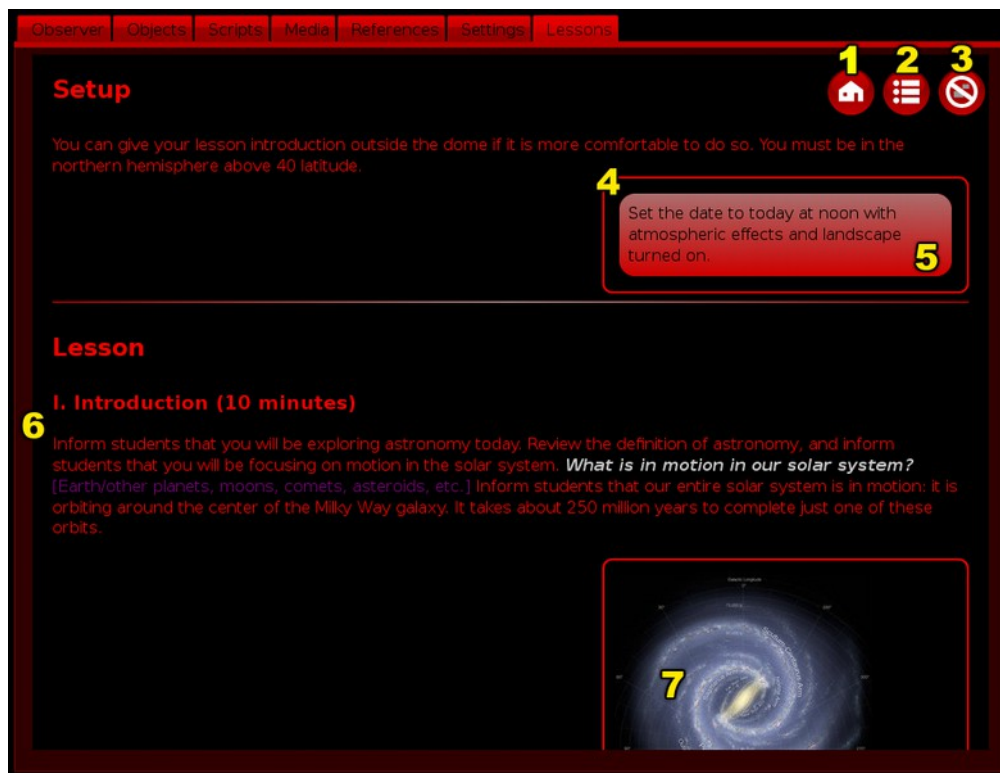 Observer Objects Scripts Media References Settings Lessons
1 2 3
Setup
You can give your lesson introduction outside the dome if it is more comfortable to do so. You must be in the
northern hemisphere above 40 latitude.
4
Set the date to today at noon with
atmospheric effects and landscape
turned on.
5
Lesson
I. Introduction (10 minutes)
6
Inform students that you will be exploring astronomy today. Review the definition of astronomy, and inform
students that you will be focusing on motion in the solar system. What is in motion in our solar system?
[Earth/other planets, moons, comets, asteroids, etc.] Inform students that our entire solar system is in motion: it is
orbiting around the center of the Milky Way galaxy. It takes about 250 million years to complete just one of these
orbits.
Galactic Longitude
7